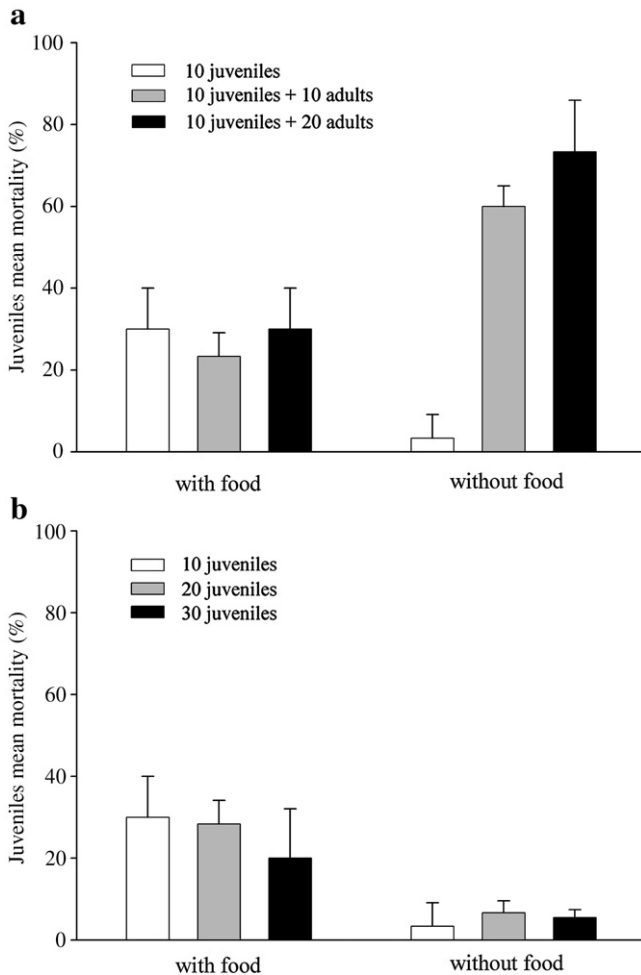 a
Juveniles mean mortality (%)
100
80
60
40
20
0
10 juveniles
10 juveniles + 10 adults
10 juveniles + 20 adults
with food
without food
b
Juveniles mean mortality (%)
100
80
60
40
20
0
10 juveniles
20 juveniles
30 juveniles
with food
without food